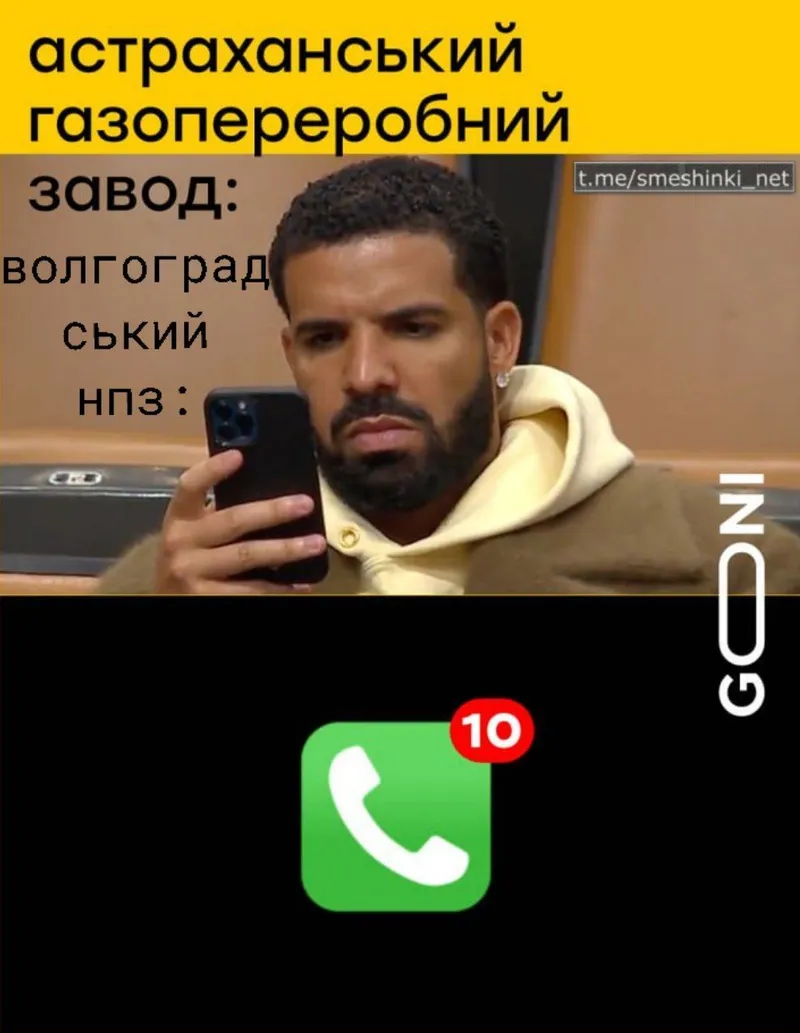 астраханський
газопереробний
завод:
t.me/smeshinki_net
волгоград
ський
нпз:
GONI
10